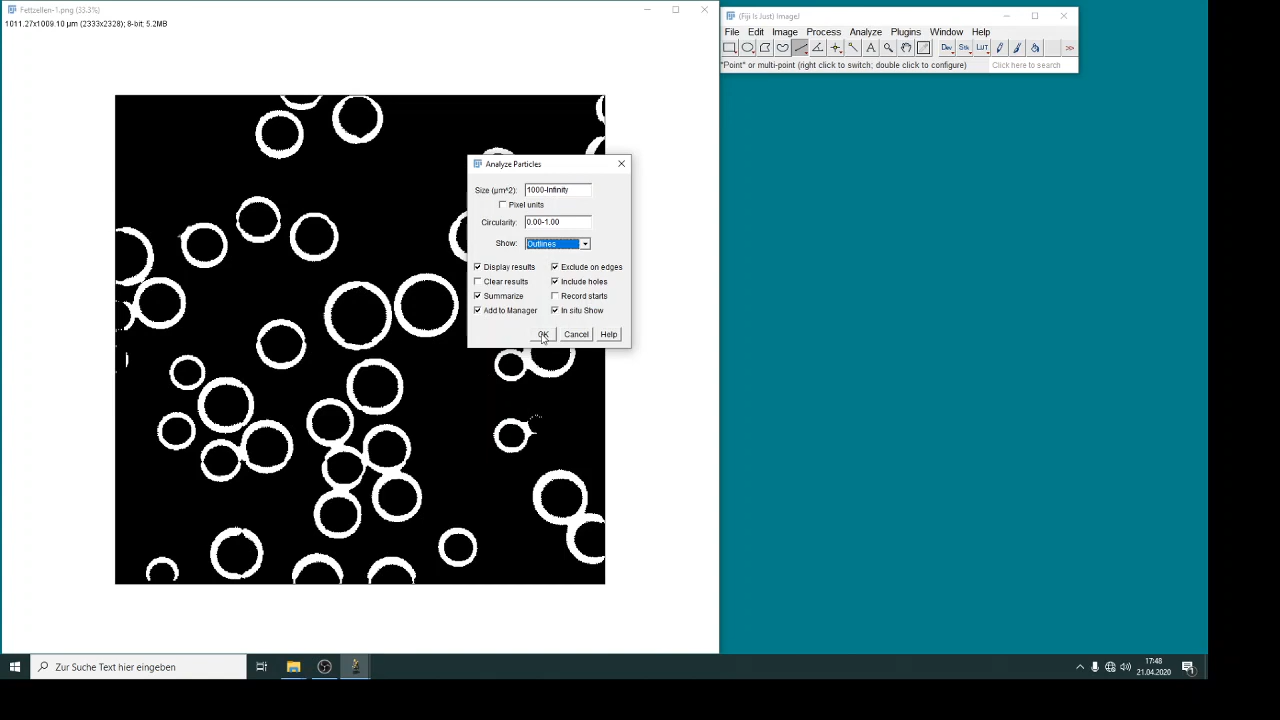 Fettzellen-1.png (33.3%)
1011.27x1009.10 µm (2333x2328); 8-bit; 5.2MB
(Fiji Is Just) ImageJ
File Edit Image Process Analyze Plugins Window Help
Dev Stk LUT >>
*Point* or multi-point (right click to switch; double click to configure)
Click here to search
Analyze Particles
Size (µm^2): 1000-Infinity
Pixel units
Circularity: 0.00-1.00
Show: Outlines
Display results Exclude on edges
Clear results Include holes
Summarize Record starts
Add to Manager In situ Show
OK Cancel Help
Zur Suche Text hier eingeben
17:48
21.04.2020
1